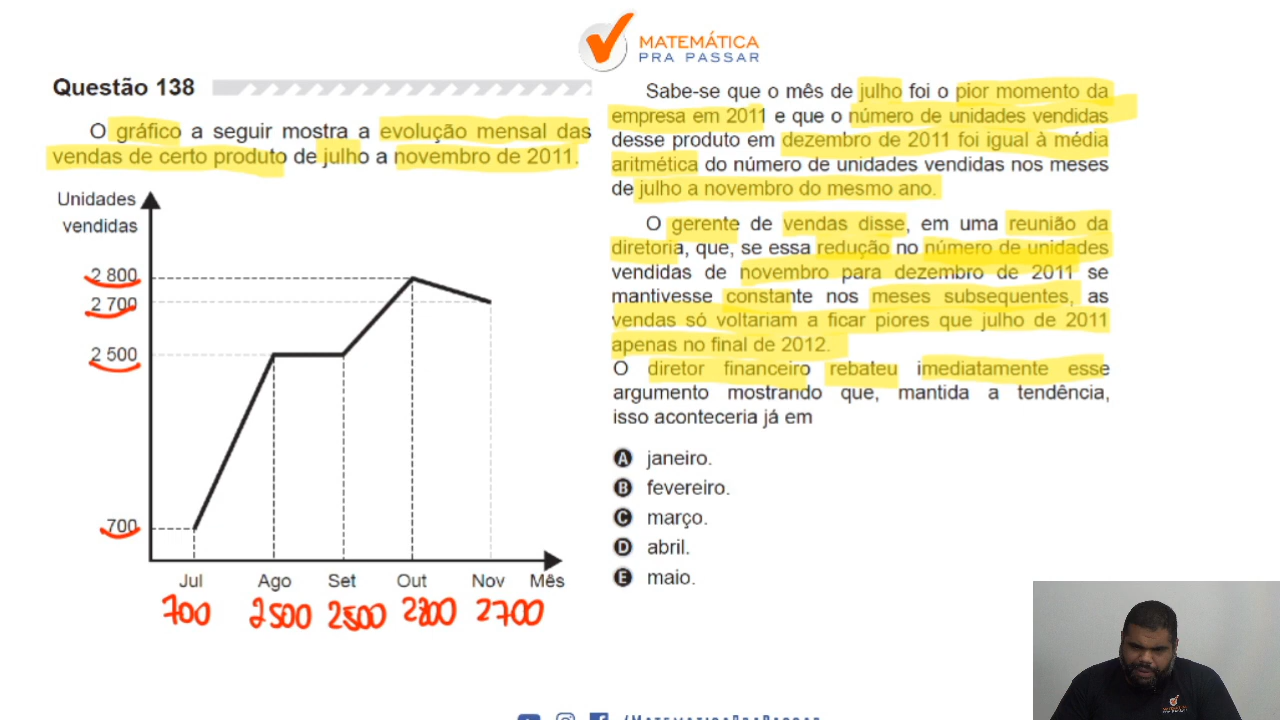 MATEMÁTICA
PRA PASSAR
Questão 138
O gráfico a seguir mostra a evolução mensal das
vendas de certo produto de julho a novembro de 2011.
Unidades
vendidas
2 800
2 700
2 500
700
Jul Ago Set Out Nov Mês
700 2500 2500 2800 2700
Sabe-se que o mês de julho foi o pior momento da
empresa em 2011 e que o número de unidades vendidas
desse produto em dezembro de 2011 foi igual à média
aritmética do número de unidades vendidas nos meses
de julho a novembro do mesmo ano.
O gerente de vendas disse, em uma reunião da
diretoria, que, se essa redução no número de unidades
vendidas de novembro para dezembro de 2011 se
mantivesse constante nos meses subsequentes, as
vendas só voltariam a ficar piores que julho de 2011
apenas no final de 2012.
O diretor financeiro rebateu imediatamente esse
argumento mostrando que, mantida a tendência,
isso aconteceria já em
A janeiro.
B fevereiro.
C março.
D abril.
E maio.
/MATEMATICAPRAPASSAR